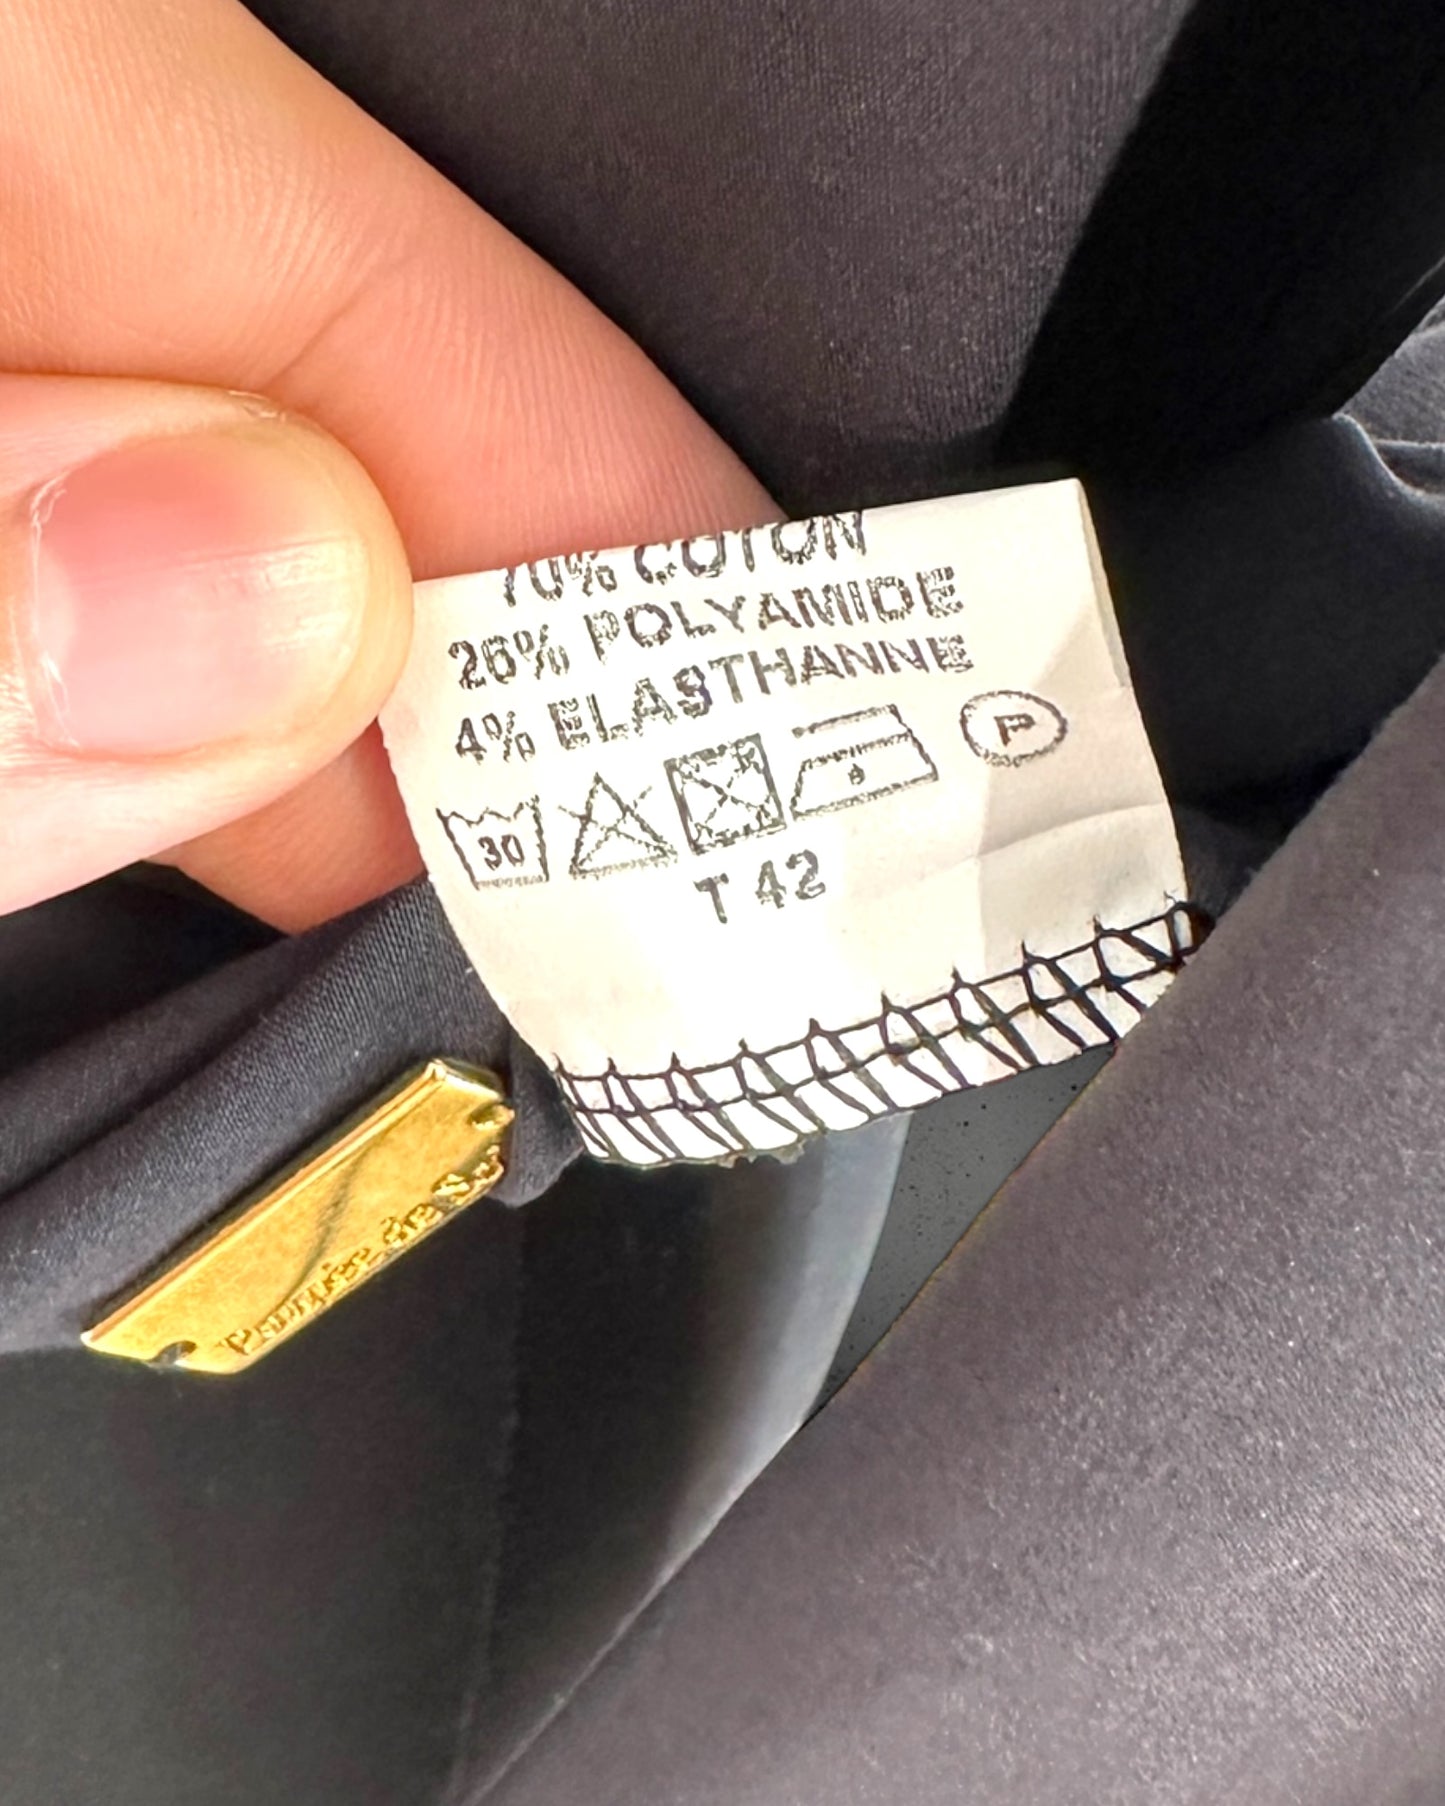 70% COTON
26% POLYAMIDE
4% ELASTHANNE
30
P
T 42